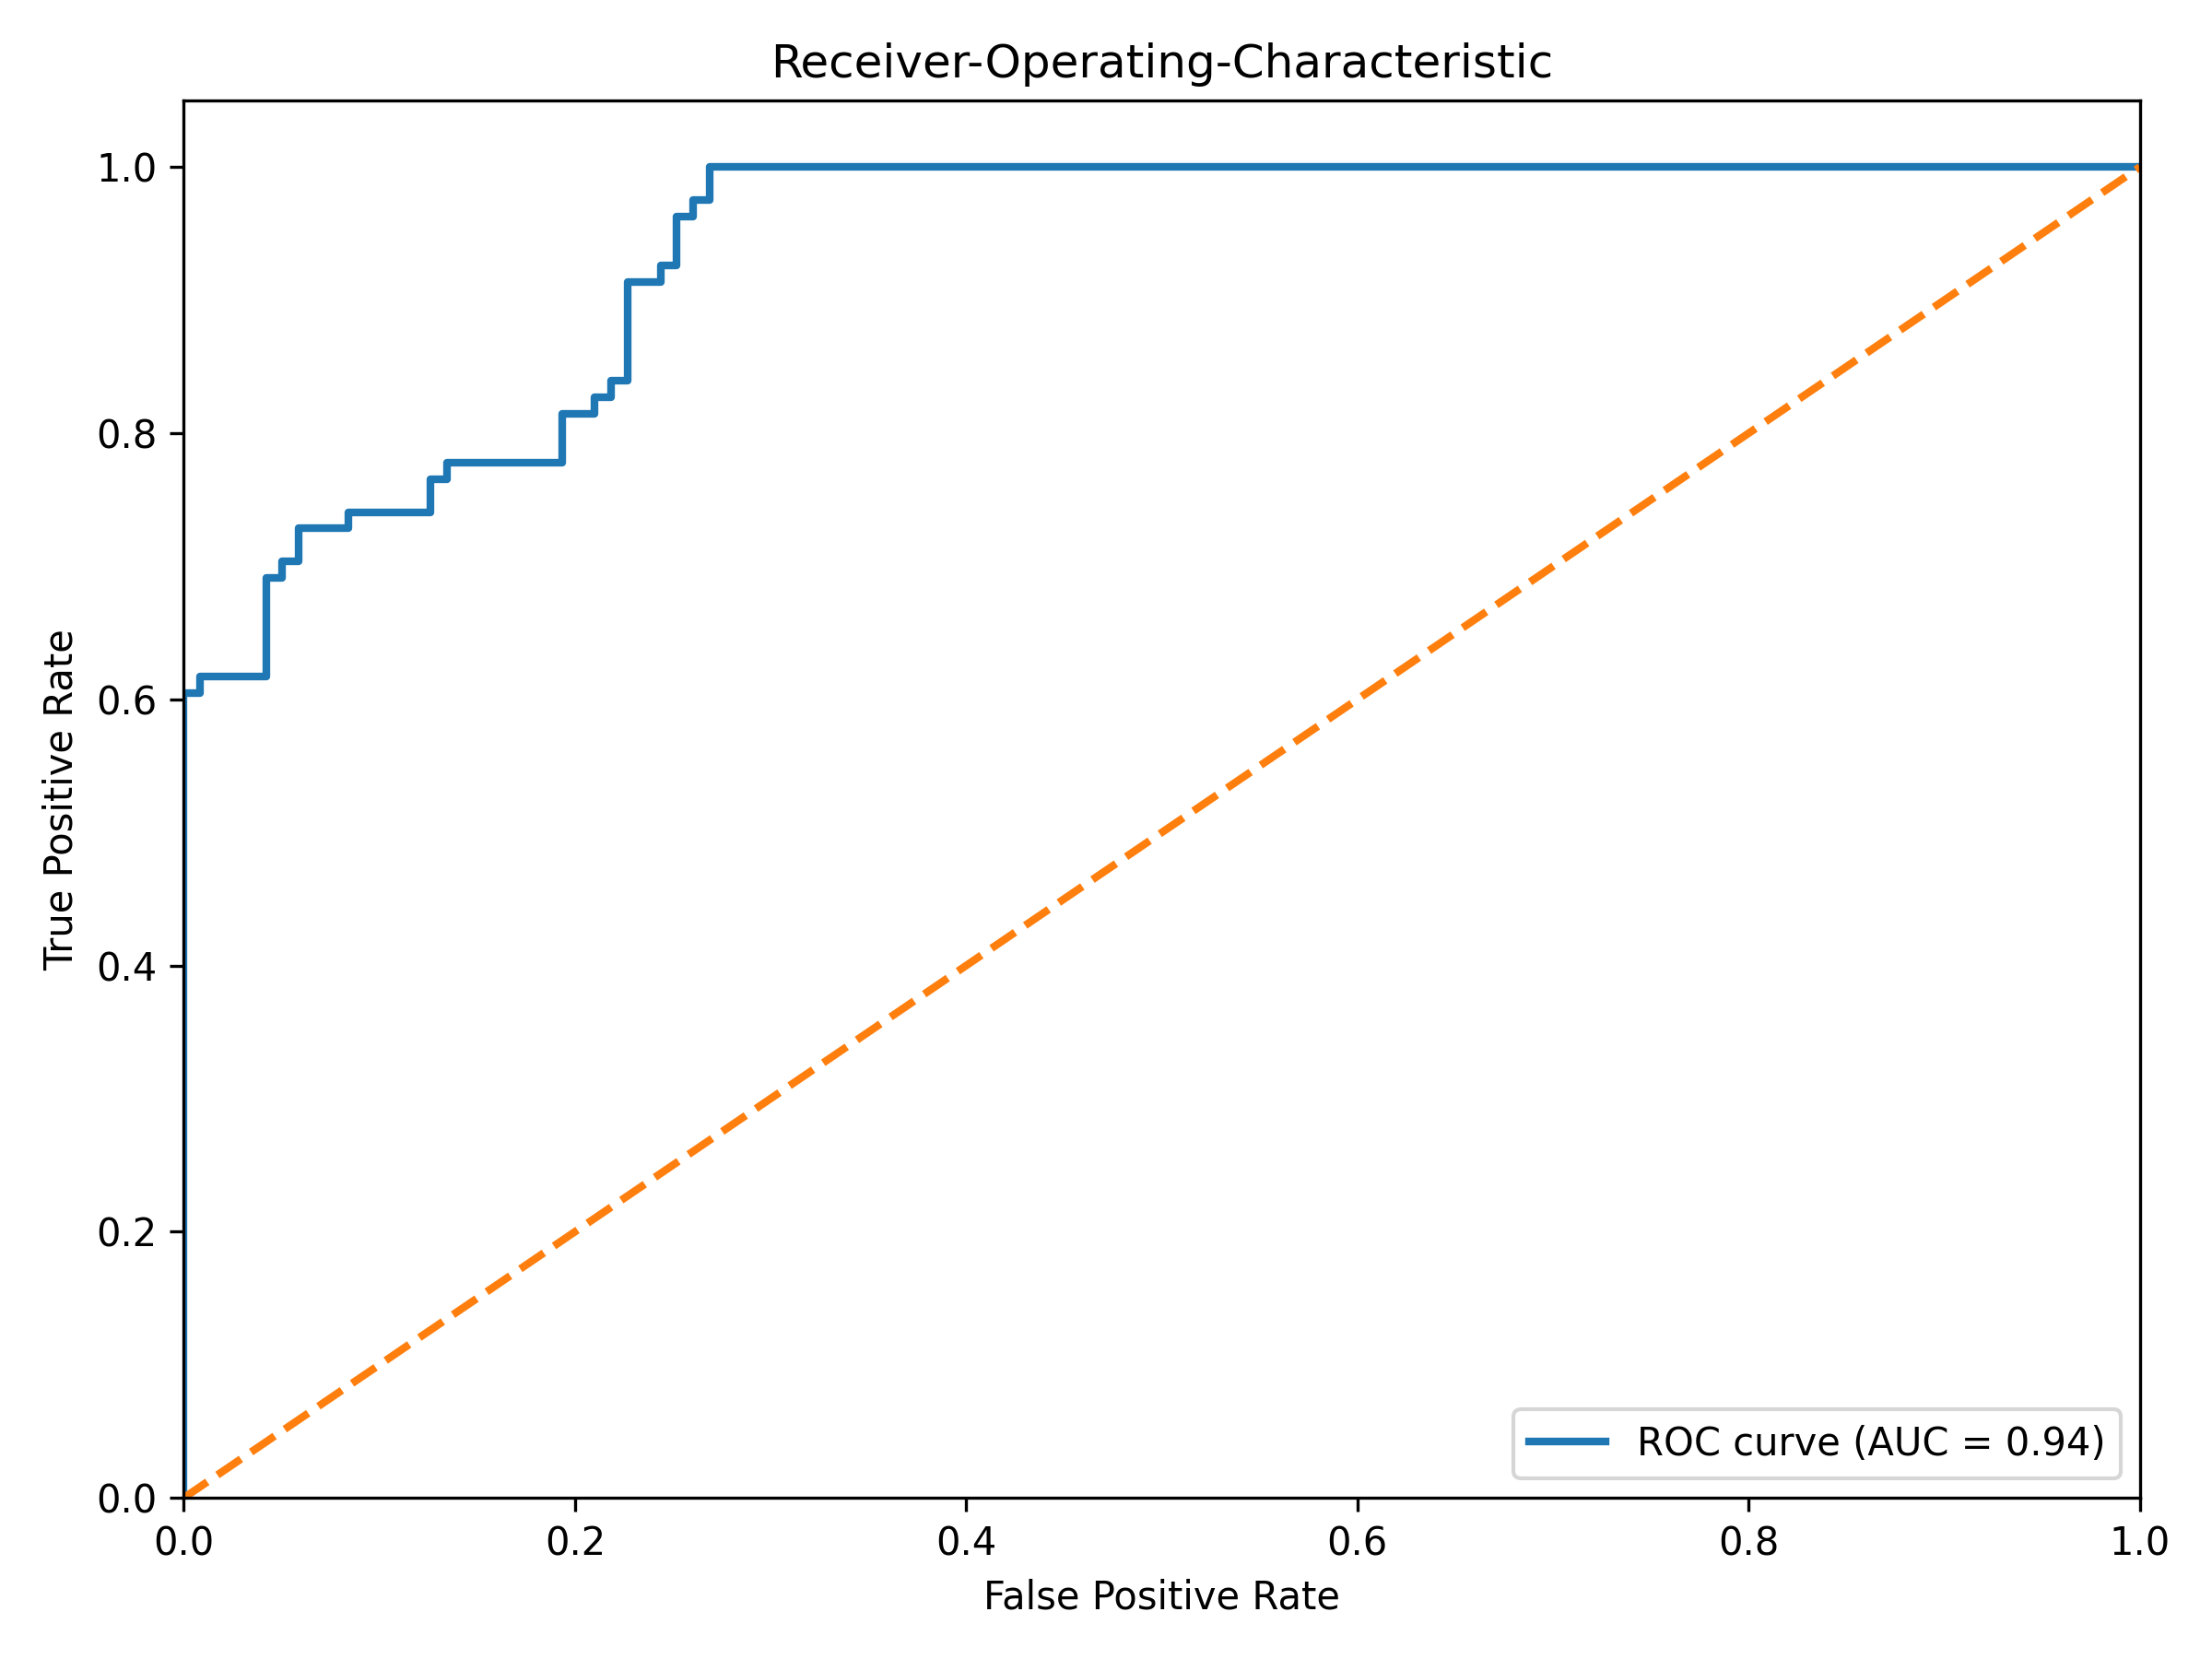 Receiver-Operating-Characteristic
1.0
0.8
0.6
0.4
0.2
0.0
True Positive Rate
0.0 0.2 0.4 0.6 0.8 1.0
False Positive Rate
ROC curve (AUC = 0.94)